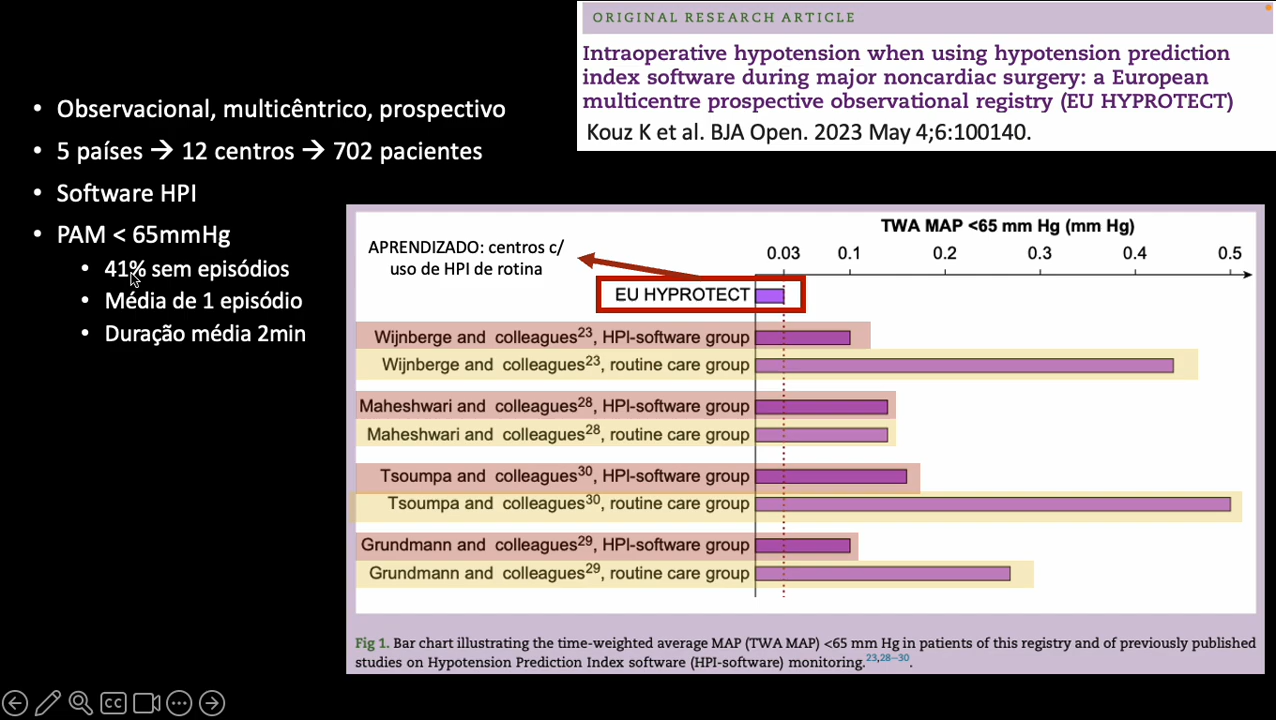 ORIGINAL RESEARCH ARTICLE
Intraoperative hypotension when using hypotension prediction
index software during major noncardiac surgery: a European
multicentre prospective observational registry (EU HYPROTECT)
Kouz K et al. BJA Open. 2023 May 4;6:100140.
• Observacional, multicêntrico, prospectivo
• 5 países → 12 centros → 702 pacientes
• Software HPI
• PAM < 65mmHg
• 41% sem episódios
• Média de 1 episódio
• Duração média 2min
APRENDIZADO: centros c/
uso de HPI de rotina
TWA MAP <65 mm Hg (mm Hg)
0.03 0.1 0.2 0.3 0.4 0.5
EU HYPROTECT
Wijnberge and colleagues23, HPI-software group
Wijnberge and colleagues23, routine care group
Maheshwari and colleagues28, HPI-software group
Maheshwari and colleagues28, routine care group
Tsoumpa and colleagues30, HPI-software group
Tsoumpa and colleagues30, routine care group
Grundmann and colleagues29, HPI-software group
Grundmann and colleagues29, routine care group
Fig 1. Bar chart illustrating the time-weighted average MAP (TWA MAP) <65 mm Hg in patients of this registry and of previously published
studies on Hypotension Prediction Index software (HPI-software) monitoring.23,28–30.
CC